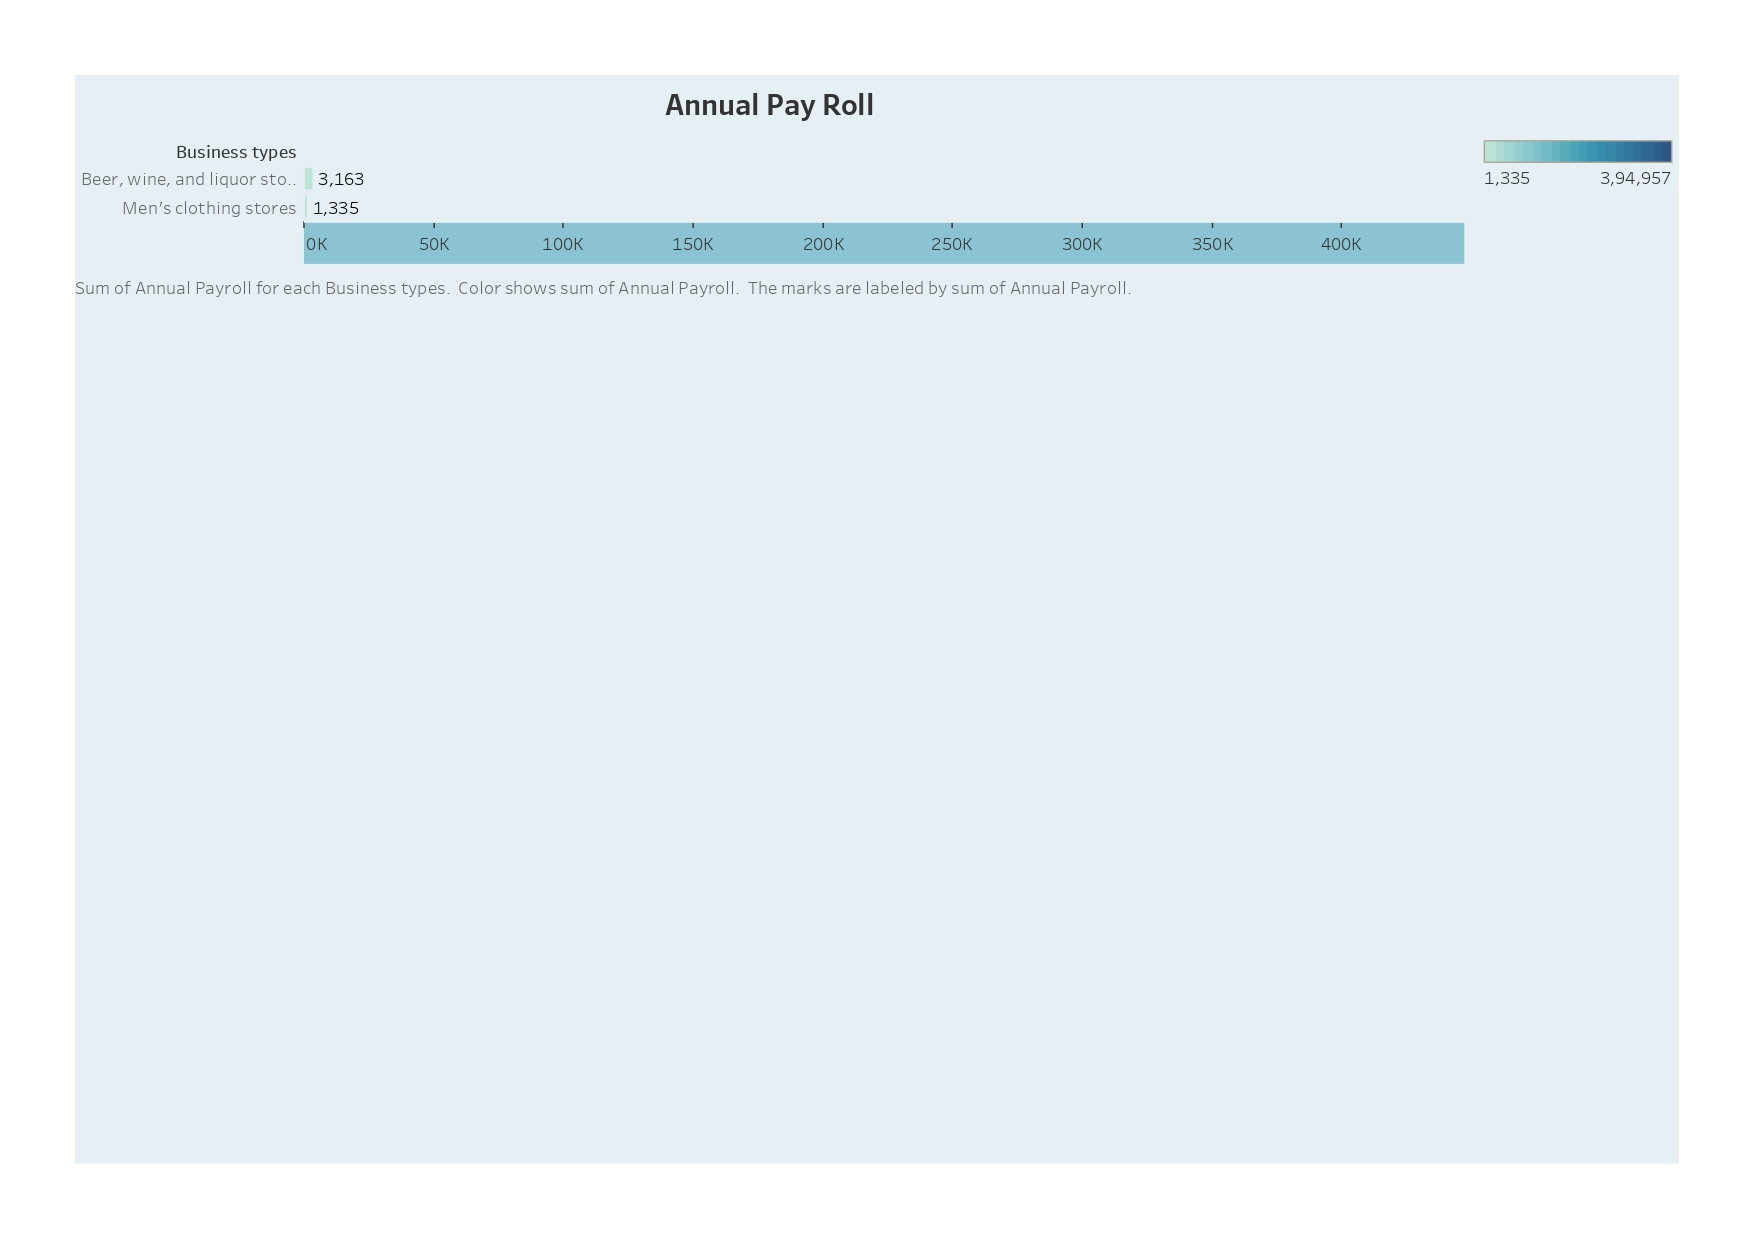 Annual Pay Roll
Business types
Beer, wine, and liquor sto..
3,163
Men's clothing stores
1,335
0K 50K 100K 150K 200K 250K 300K 350K 400K
1,335 3,94,957
Sum of Annual Payroll for each Business types. Color shows sum of Annual Payroll. The marks are labeled by sum of Annual Payroll.